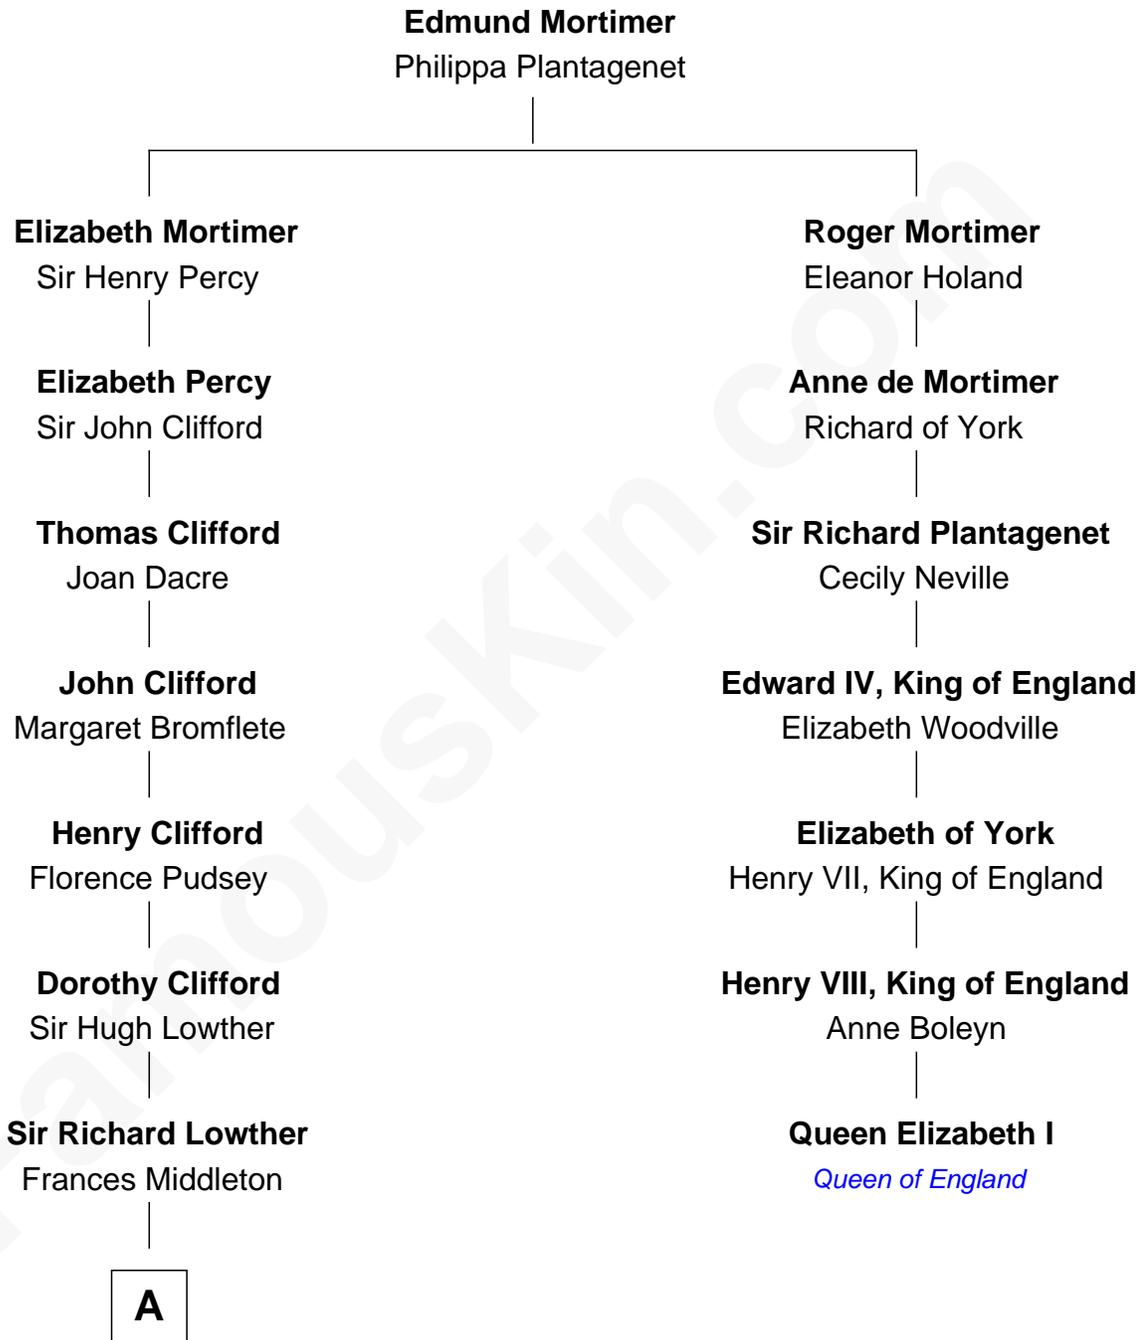 Edmund Mortimer
Philippa Plantagenet
Elizabeth Mortimer
Sir Henry Percy
Roger Mortimer
Eleanor Holand
Elizabeth Percy
Sir John Clifford
Anne de Mortimer
Richard of York
Thomas Clifford
Joan Dacre
Sir Richard Plantagenet
Cecily Neville
John Clifford
Margaret Bromflete
Edward IV, King of England
Elizabeth Woodville
Henry Clifford
Florence Pudsey
Elizabeth of York
Henry VII, King of England
Dorothy Clifford
Sir Hugh Lowther
Henry VIII, King of England
Anne Boleyn
Sir Richard Lowther
Frances Middleton
Queen Elizabeth I
Queen of England
A
FamousKin.com